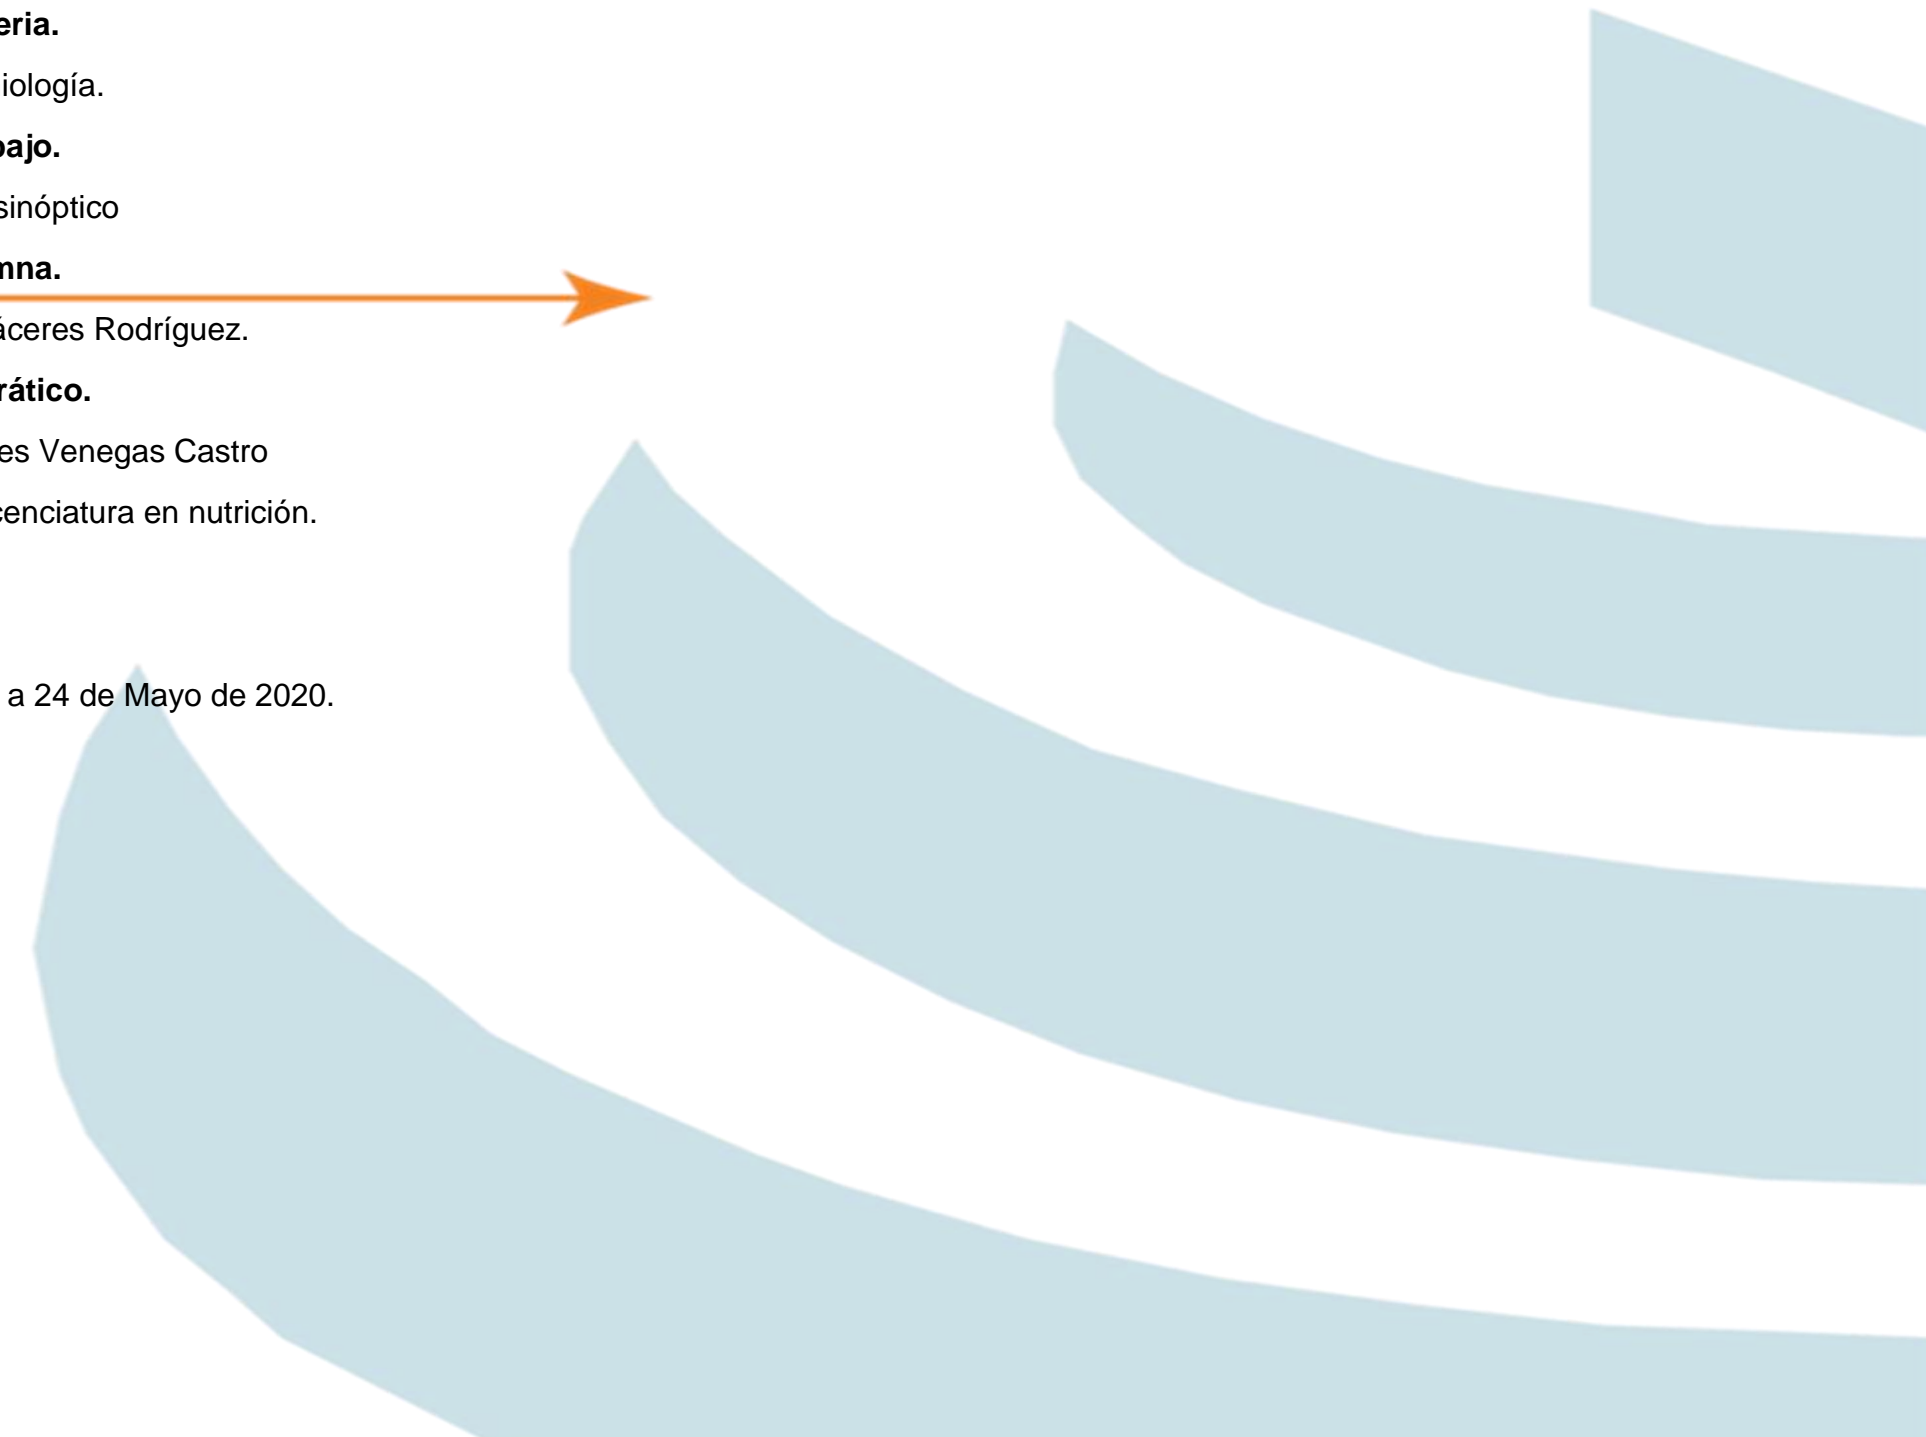 eria.
iología.
bajo.
sinóptico
mna.
áceres Rodríguez.
rático.
es Venegas Castro
cenciatura en nutrición.
a 24 de Mayo de 2020.